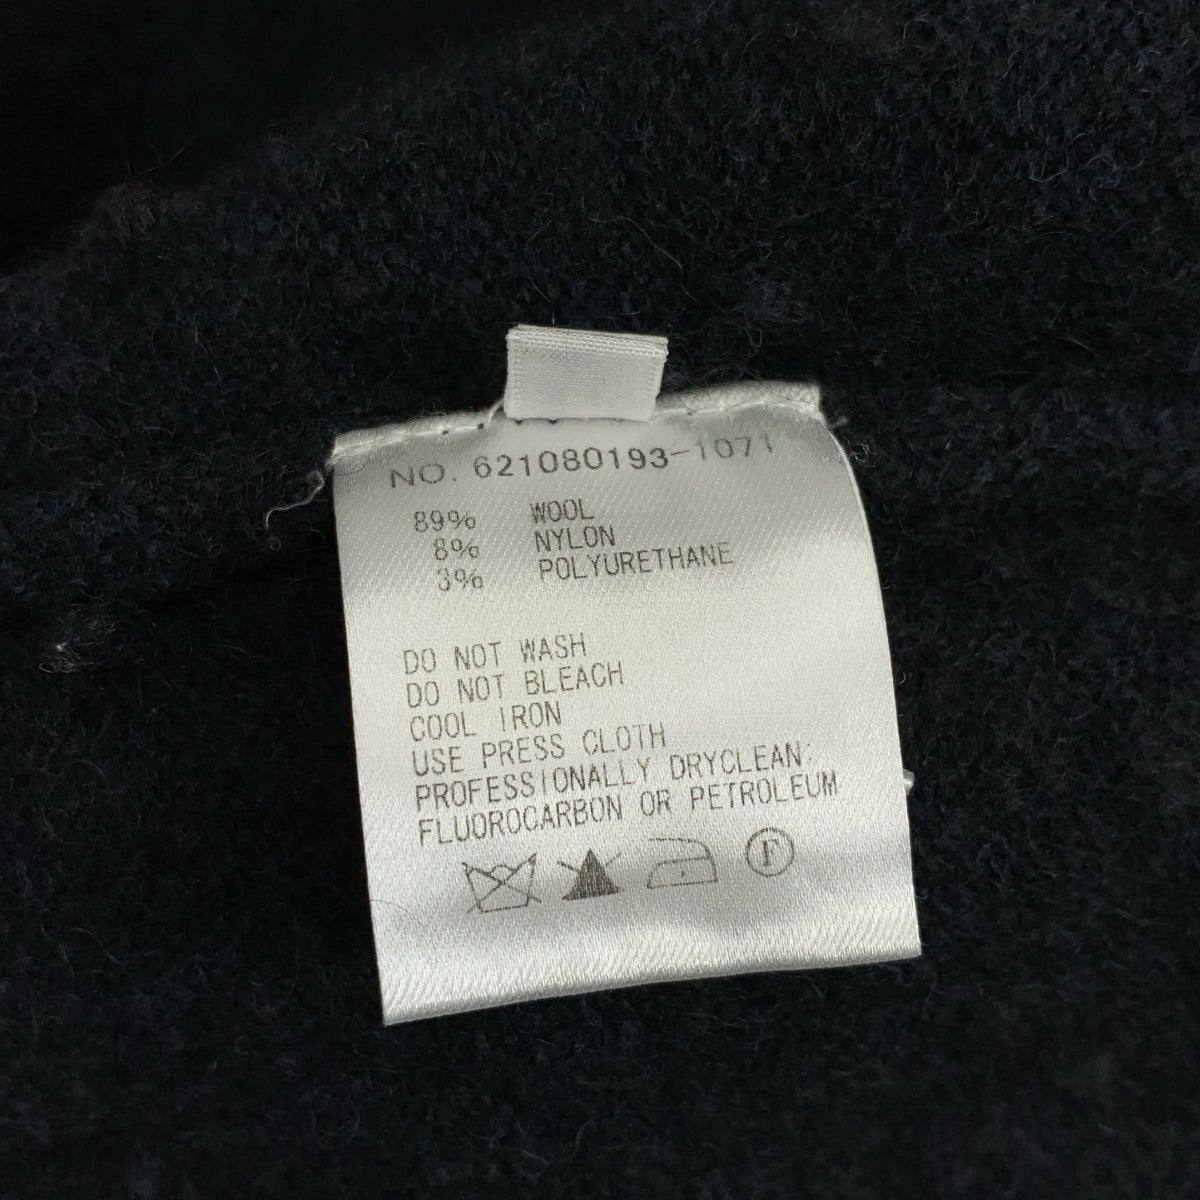 NO. 621080193-1071
89% WOOL
8% NYLON
3% POLYURETHANE
DO NOT WASH
DO NOT BLEACH
COOL IRON
USE PRESS CLOTH
PROFESSIONALLY DRYCLEAN:
FLUOROCARBON OR PETROLEUM
F